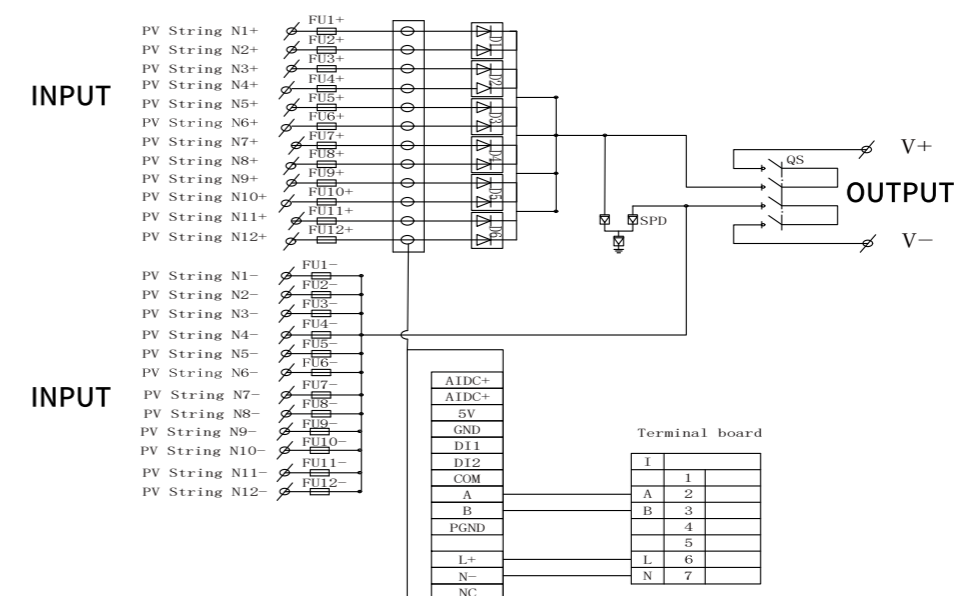 INPUT
PV String N1+ FU1+
PV String N2+ FU2+
PV String N3+ FU3+
PV String N4+ FU4+
PV String N5+ FU5+
PV String N6+ FU6+
PV String N7+ FU7+
PV String N8+ FU8+
PV String N9+ FU9+
PV String N10+ FU10+
PV String N11+ FU11+
PV String N12+ FU12+
D1
D2
D3
D4
D5
D6
SPD
QS
V+
OUTPUT
V−
INPUT
PV String N1− FU1−
PV String N2− FU2−
PV String N3− FU3−
PV String N4− FU4−
PV String N5− FU5−
PV String N6− FU6−
PV String N7− FU7−
PV String N8− FU8−
PV String N9− FU9−
PV String N10− FU10−
PV String N11− FU11−
PV String N12− FU12−
AIDC+
AIDC+
5V
GND
DI1
DI2
COM
A
B
PGND
L+
N−
NC
Terminal board
I
1
A 2
B 3
4
5
L 6
N 7